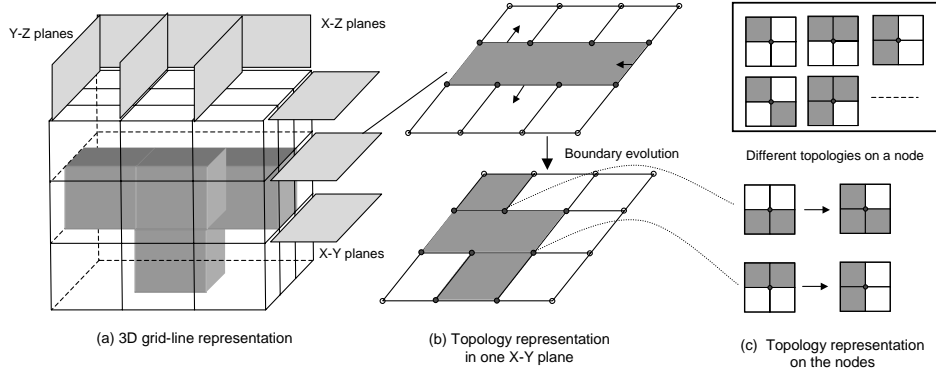 Y-Z planes
X-Z planes
X-Y planes
(a) 3D grid-line representation
Boundary evolution
(b) Topology representation
in one X-Y plane
Different topologies on a node
(c) Topology representation
on the nodes